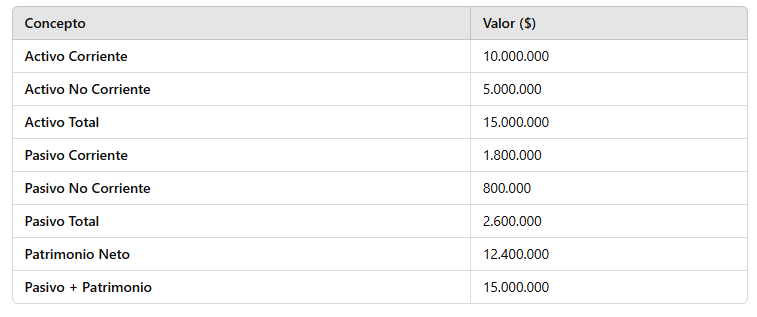 Concepto Valor ($)
Activo Corriente 10.000.000
Activo No Corriente 5.000.000
Activo Total 15.000.000
Pasivo Corriente 1.800.000
Pasivo No Corriente 800.000
Pasivo Total 2.600.000
Patrimonio Neto 12.400.000
Pasivo + Patrimonio 15.000.000